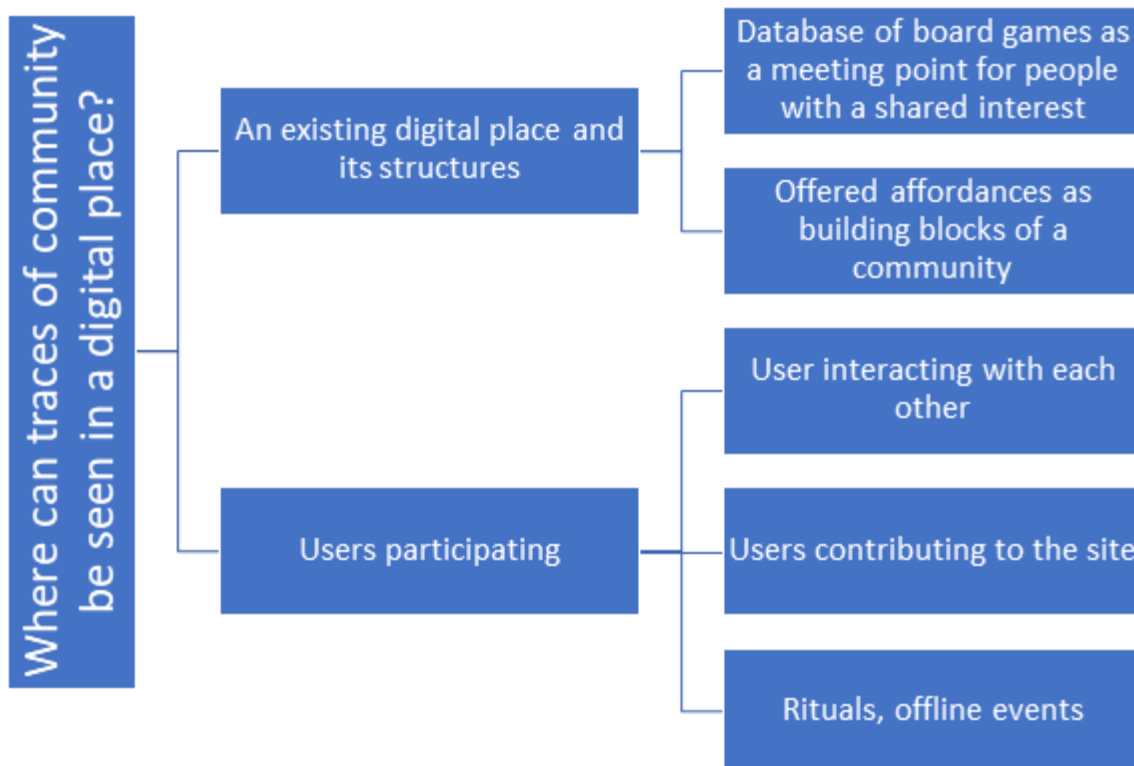 Where can traces of community
be seen in a digital place?
An existing digital place and
its structures
Database of board games as
a meeting point for people
with a shared interest
Offered affordances as
building blocks of a
community
Users participating
User interacting with each
other
Users contributing to the site
Rituals, offline events